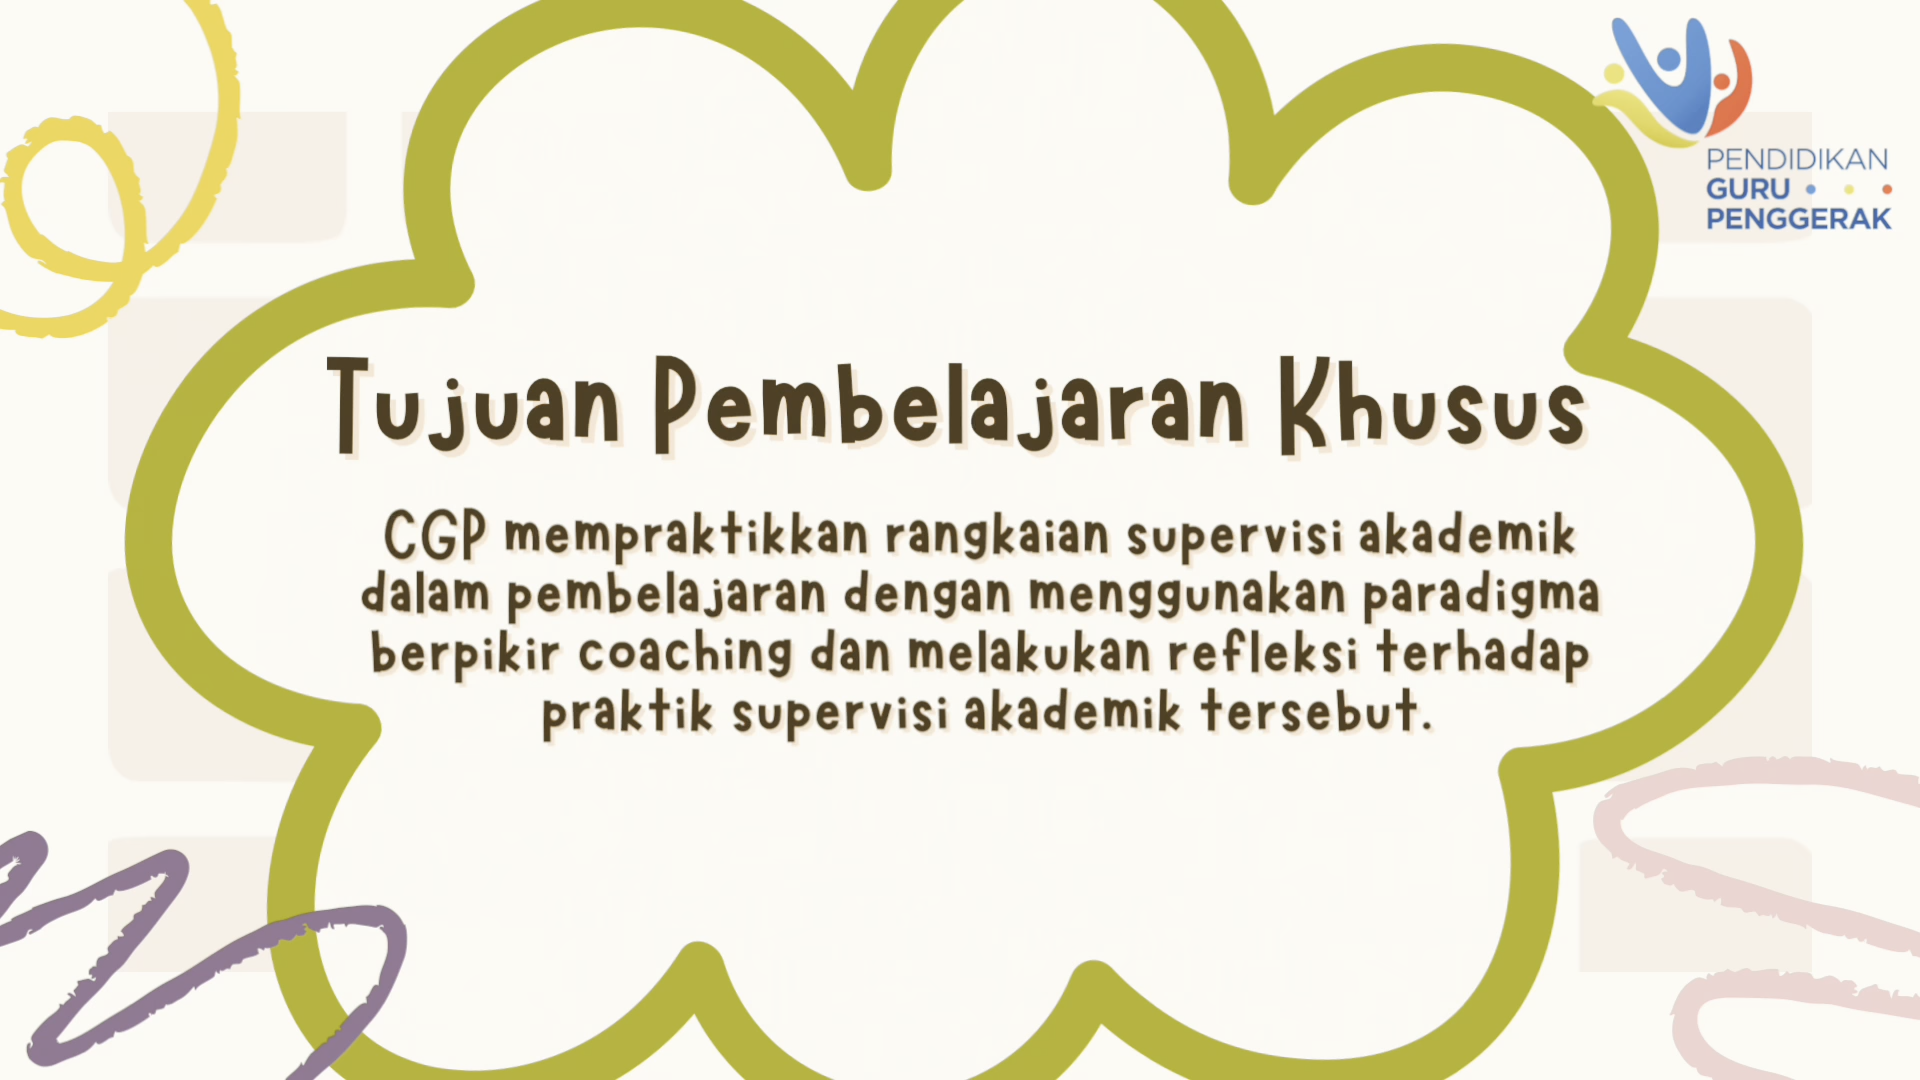 PENDIDIKAN
GURU
PENGGERAK
Tujuan Pembelajaran Khusus
CGP mempraktikkan rangkaian supervisi akademik
dalam pembelajaran dengan menggunakan paradigma
berpikir coaching dan melakukan refleksi terhadap
praktik supervisi akademik tersebut.